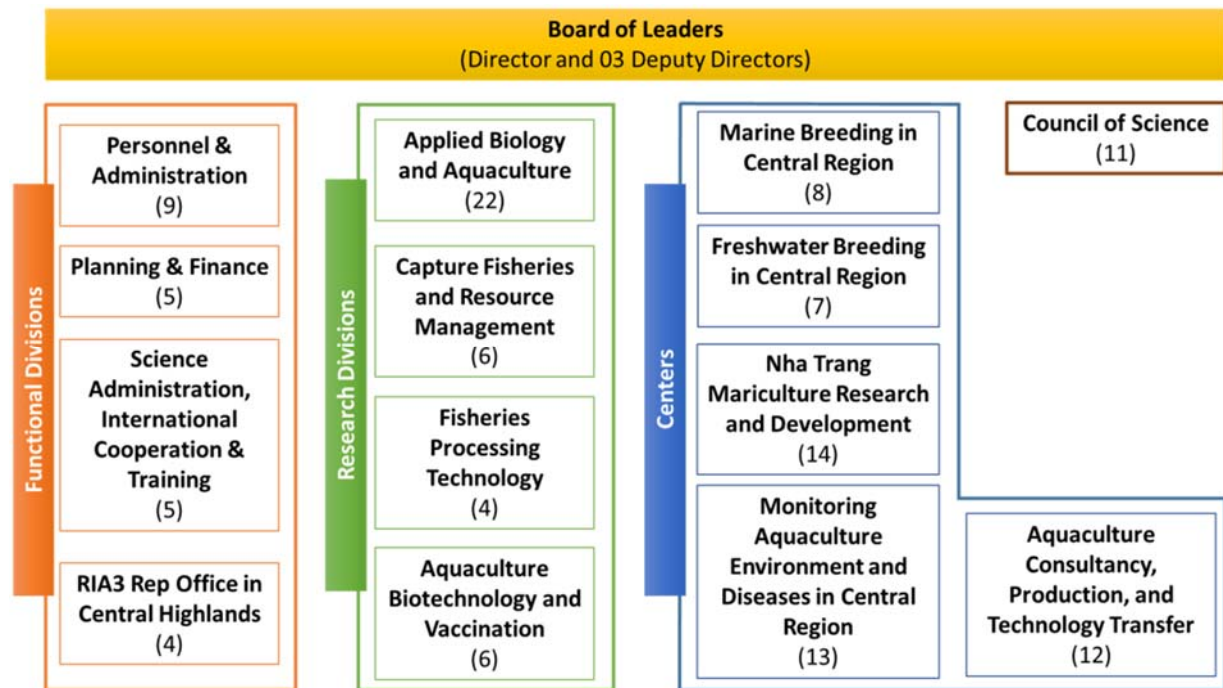 Board of Leaders
(Director and 03 Deputy Directors)
Functional Divisions
Personnel &
Administration
(9)
Planning & Finance
(5)
Science
Administration,
International
Cooperation &
Training
(5)
RIA3 Rep Office in
Central Highlands
(4)
Research Divisions
Applied Biology
and Aquaculture
(22)
Capture Fisheries
and Resource
Management
(6)
Fisheries
Processing
Technology
(4)
Aquaculture
Biotechnology and
Vaccination
(6)
Centers
Marine Breeding in
Central Region
(8)
Freshwater Breeding
in Central Region
(7)
Nha Trang
Mariculture Research
and Development
(14)
Monitoring
Aquaculture
Environment and
Diseases in Central
Region
(13)
Aquaculture
Consultancy,
Production, and
Technology Transfer
(12)
Council of Science
(11)